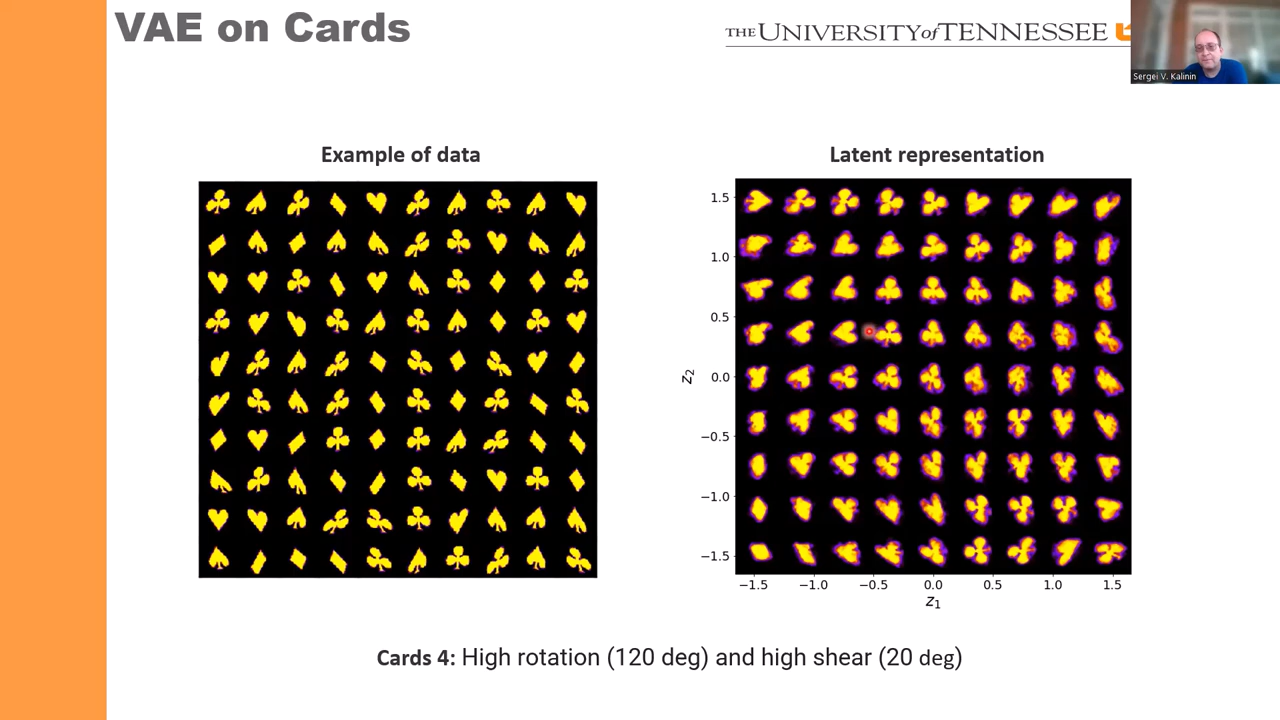 VAE on Cards
THE UNIVERSITY of TENNESSEE
Sergei V. Kalinin
Example of data
Latent representation
1.5
1.0
0.5
0.0
−0.5
−1.0
−1.5
z2
−1.5 −1.0 −0.5 0.0 0.5 1.0 1.5
z1
Cards 4: High rotation (120 deg) and high shear (20 deg)